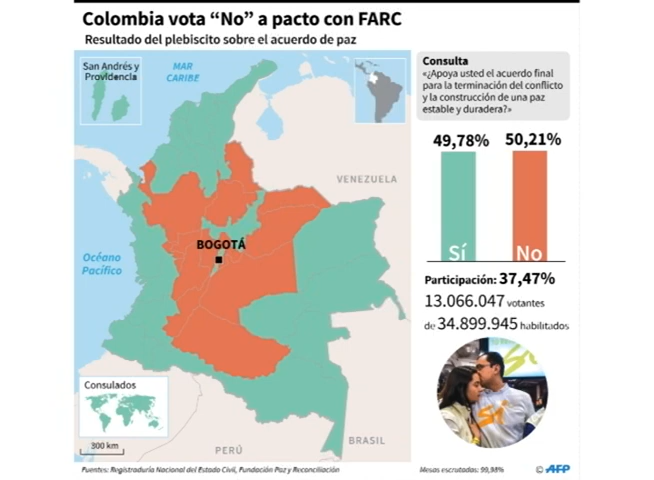 Colombia vota “No” a pacto con FARC
Resultado del plebiscito sobre el acuerdo de paz
San Andrés y
Providencia
MAR
CARIBE
VENEZUELA
BOGOTÁ
Océano
Pacífico
Consulados
300 km
PERÚ
BRASIL
Consulta
«¿Apoya usted el acuerdo final
para la terminación del conflicto
y la construcción de una paz
estable y duradera?»
49,78% 50,21%
Sí No
Participación: 37,47%
13.066.047 votantes
de 34.899.945 habilitados
Sí
Fuentes: Registraduría Nacional del Estado Civil, Fundación Paz y Reconciliación
Mesas escrutadas: 99,98%
© AFP